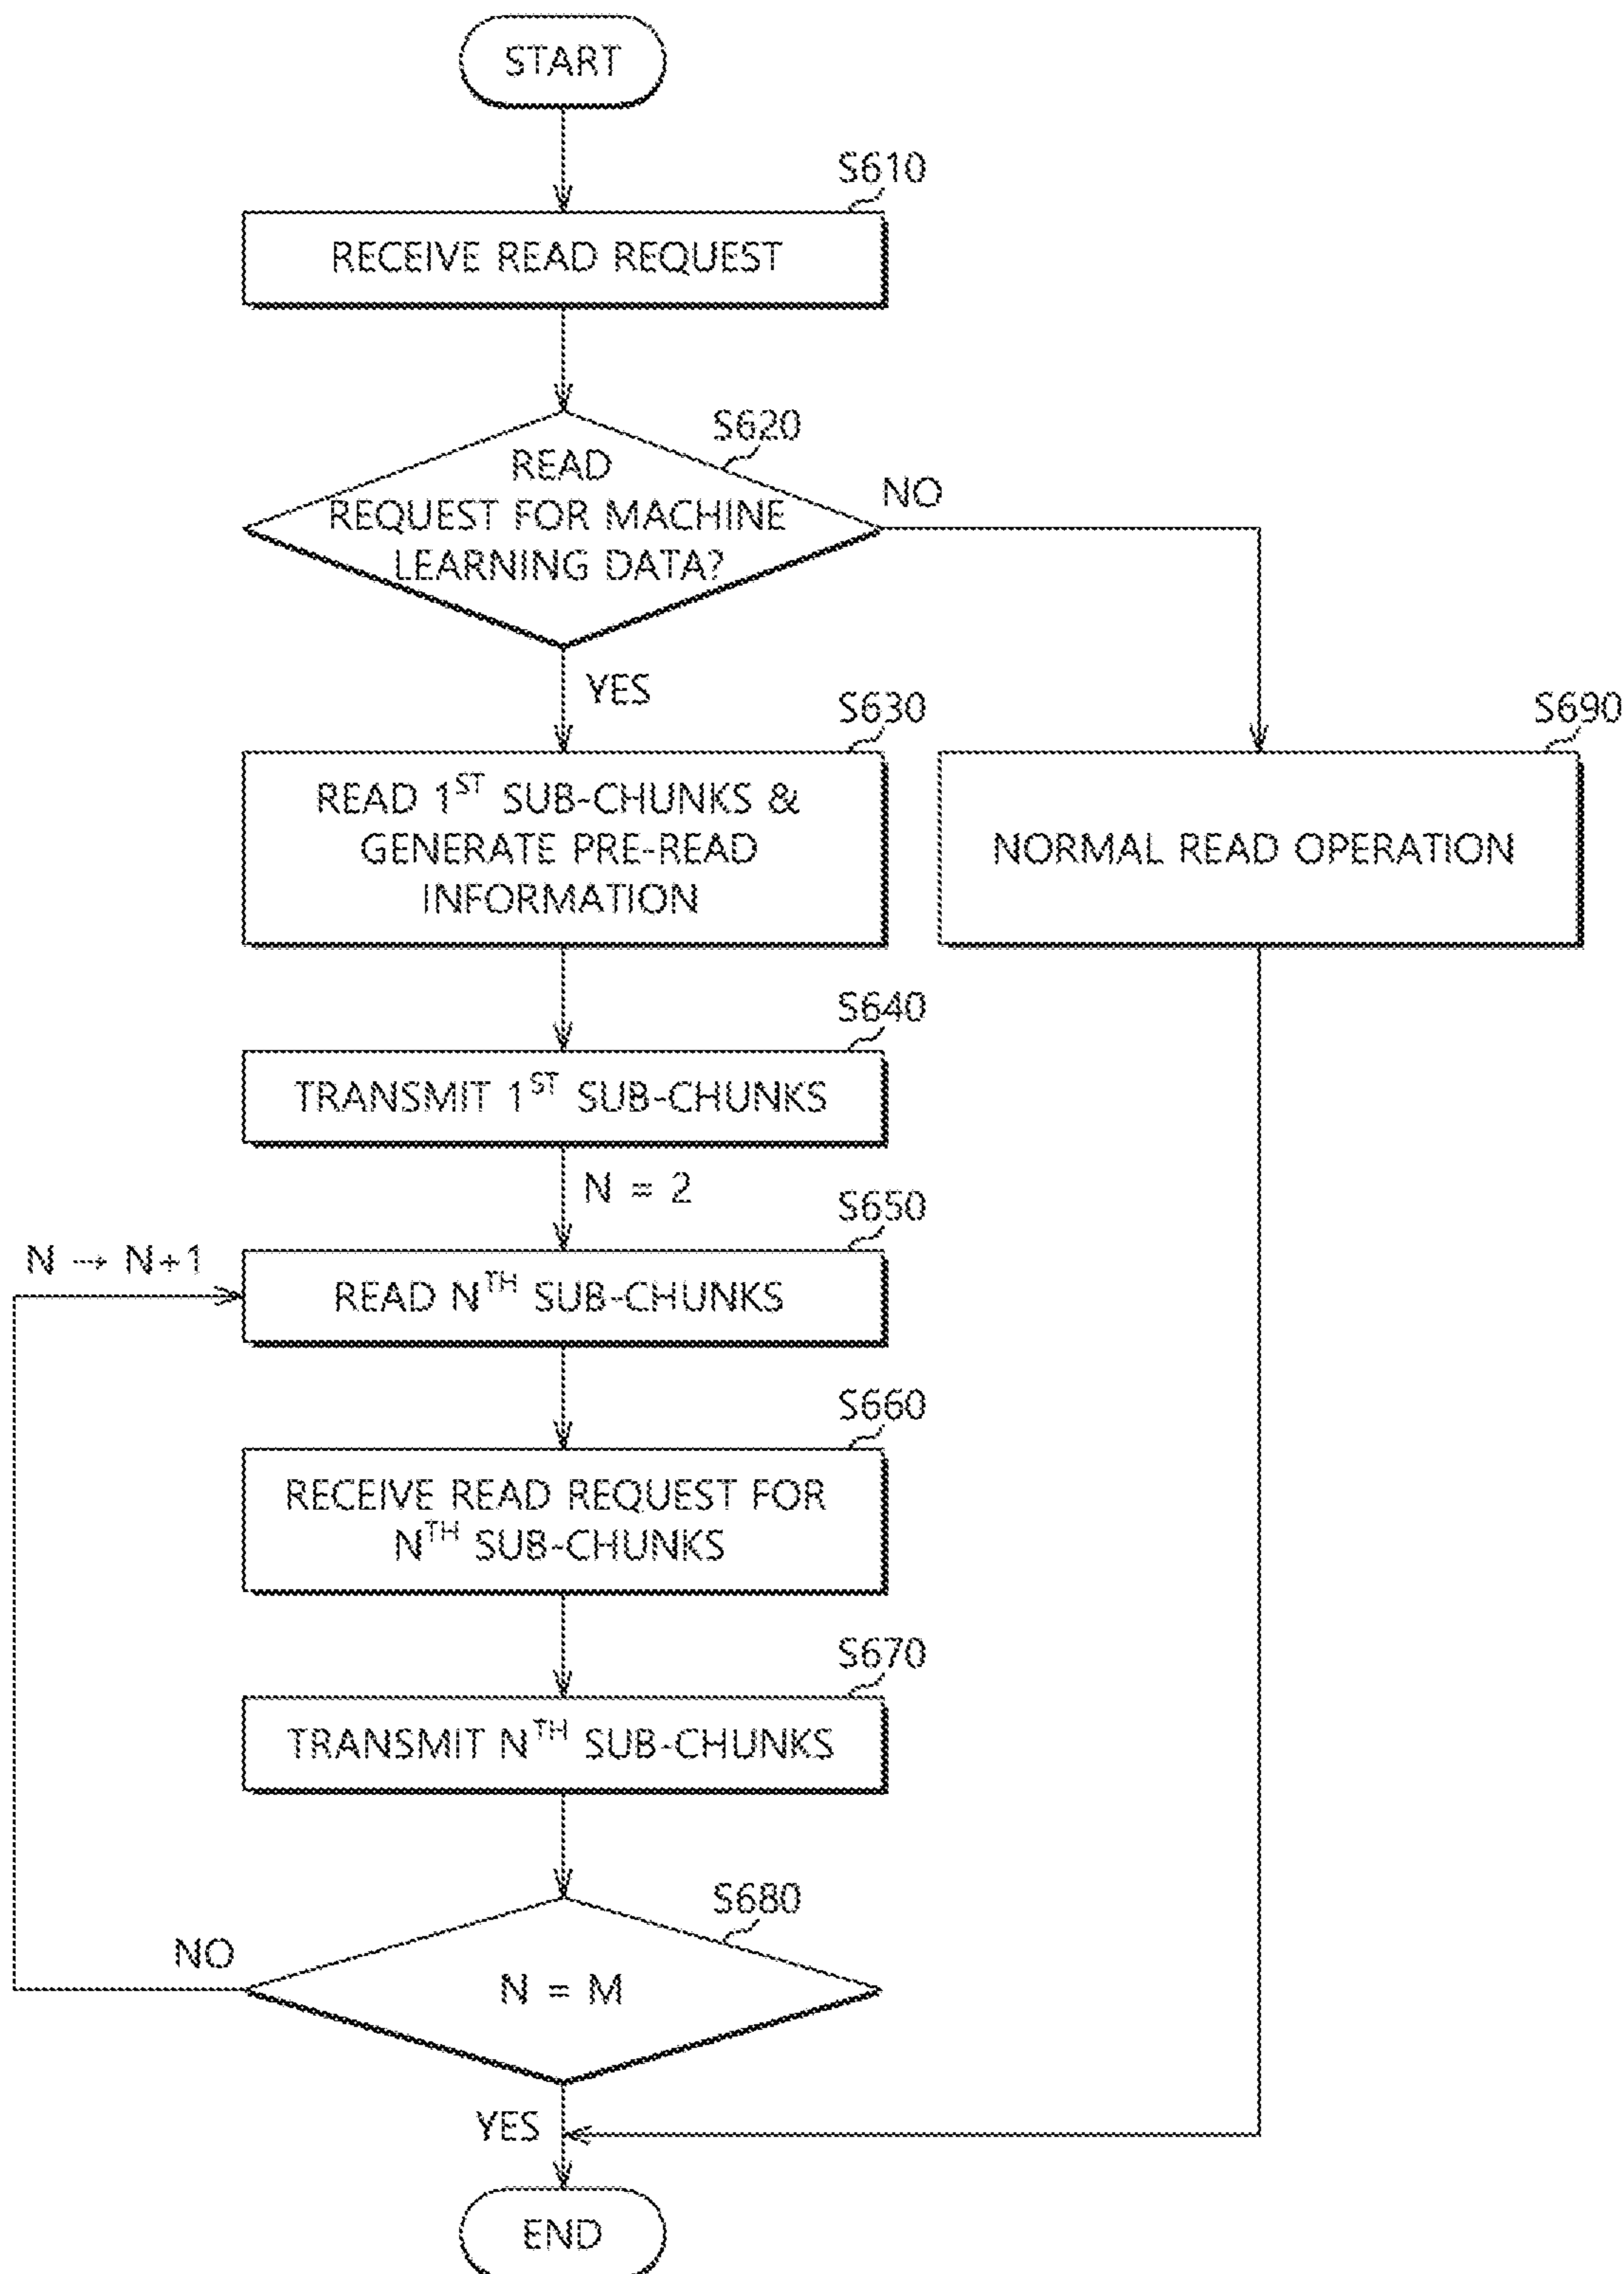 START
S610
RECEIVE READ REQUEST
S620
READ
REQUEST FOR MACHINE
LEARNING DATA?
NO
YES
S630
S690
READ 1ST SUB-CHUNKS &
GENERATE PRE-READ
INFORMATION
NORMAL READ OPERATION
S640
TRANSMIT 1ST SUB-CHUNKS
N = 2
S650
N → N+1
READ NTH SUB-CHUNKS
S660
RECEIVE READ REQUEST FOR
NTH SUB-CHUNKS
S670
TRANSMIT NTH SUB-CHUNKS
S680
NO
N = M
YES
END